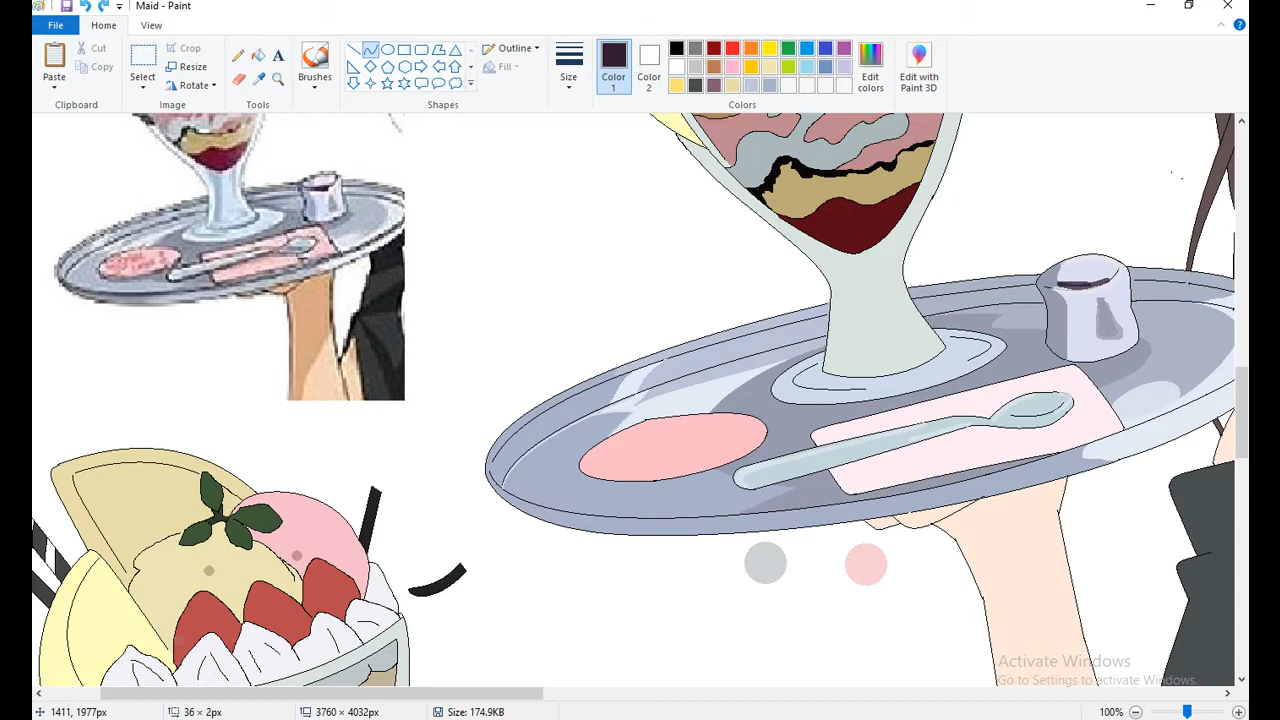 Maid - Paint
File
Home
View
Paste
Cut
Copy
Clipboard
Select
Crop
Resize
Rotate
Image
Tools
Brushes
Outline
Fill
Shapes
Size
Color
1
Color
2
Edit
colors
Edit with
Paint 3D
Colors
Activate Windows
Go to Settings to activate Windows.
1411, 1977px
36 × 2px
3760 × 4032px
Size: 174.9KB
100%